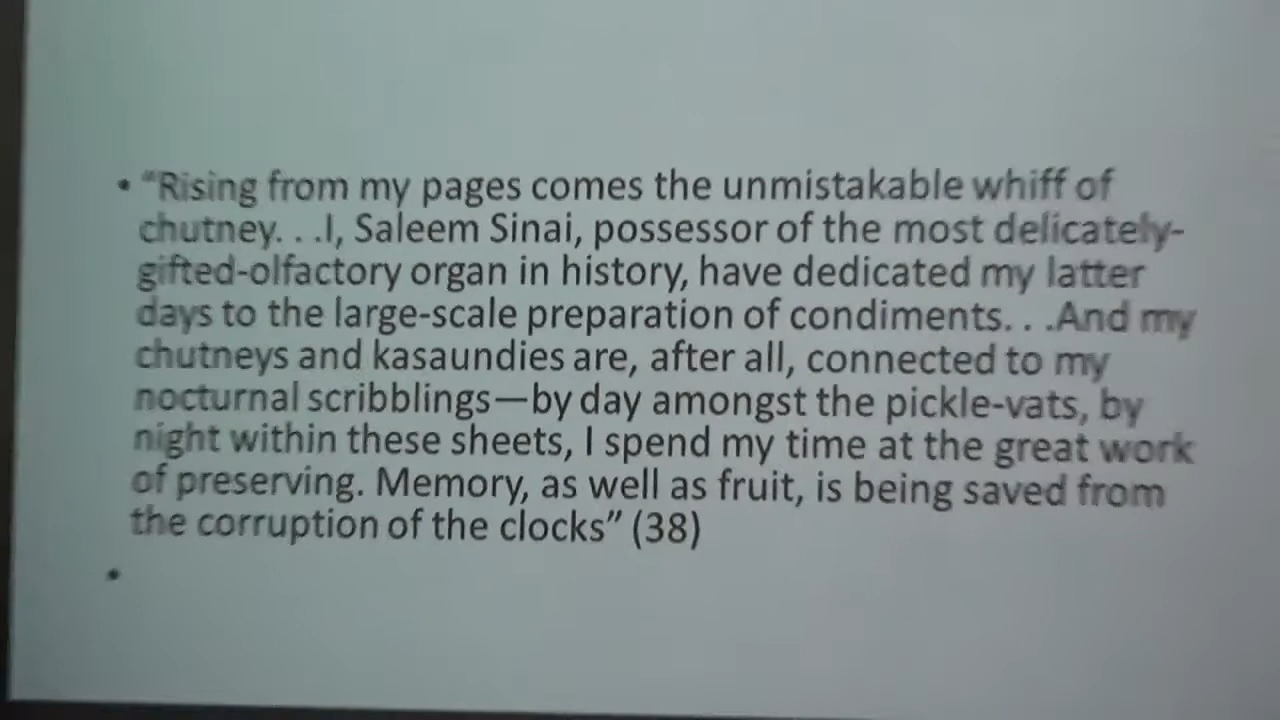 • “Rising from my pages comes the unmistakable whiff of
chutney. . .I, Saleem Sinai, possessor of the most delicately-
gifted-olfactory organ in history, have dedicated my latter
days to the large-scale preparation of condiments. . .And my
chutneys and kasaundies are, after all, connected to my
nocturnal scribblings—by day amongst the pickle-vats, by
night within these sheets, I spend my time at the great work
of preserving. Memory, as well as fruit, is being saved from
the corruption of the clocks” (38)
•